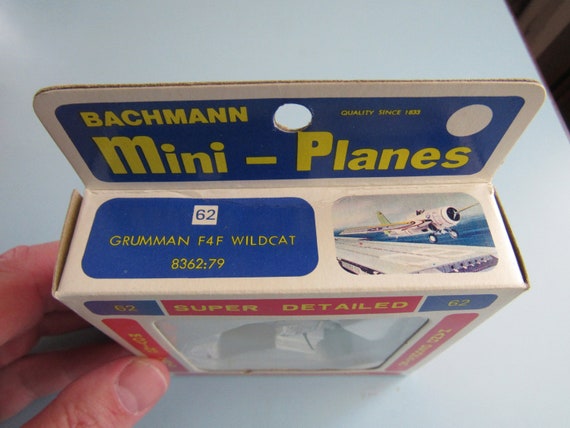 BACHMANN
QUALITY SINCE 1833
Mini - Planes
62
GRUMMAN F4F WILDCAT
8362:79
62 SUPER DETAILED 62